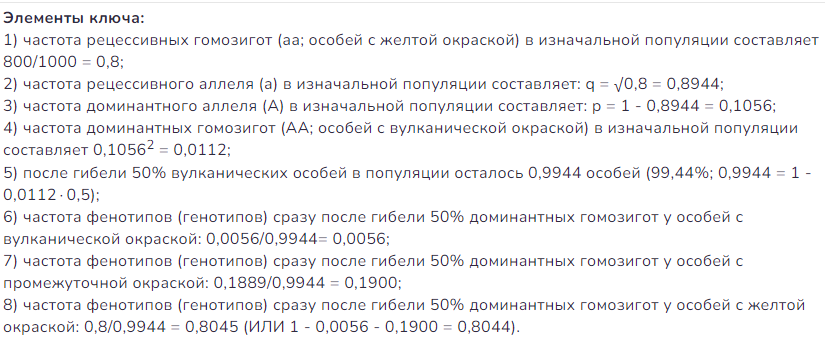 Элементы ключа:
1) частота рецессивных гомозигот (аа; особей с желтой окраской) в изначальной популяции составляет
800/1000 = 0,8;
2) частота рецессивного аллеля (а) в изначальной популяции составляет: q = √0,8 = 0,8944;
3) частота доминантного аллеля (А) в изначальной популяции составляет: p = 1 - 0,8944 = 0,1056;
4) частота доминантных гомозигот (АА; особей с вулканической окраской) в изначальной популяции
составляет 0,1056² = 0,0112;
5) после гибели 50% вулканических особей в популяции осталось 0,9944 особей (99,44%; 0,9944 = 1 -
0,0112 · 0,5);
6) частота фенотипов (генотипов) сразу после гибели 50% доминантных гомозигот у особей с
вулканической окраской: 0,0056/0,9944= 0,0056;
7) частота фенотипов (генотипов) сразу после гибели 50% доминантных гомозигот у особей с
промежуточной окраской: 0,1889/0,9944 = 0,1900;
8) частота фенотипов (генотипов) сразу после гибели 50% доминантных гомозигот у особей с желтой
окраской: 0,8/0,9944 = 0,8045 (ИЛИ 1 - 0,0056 - 0,1900 = 0,8044).